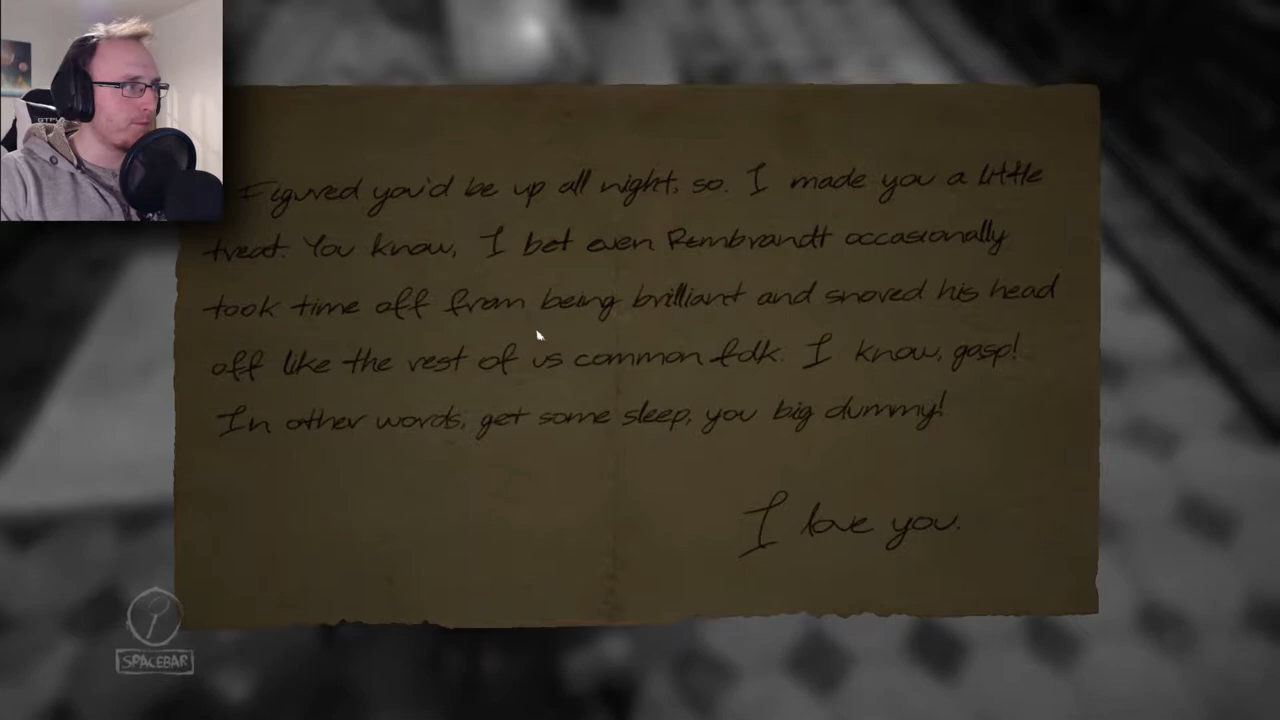 Figured you'd be up all night, so. I made you a little
treat. You know, I bet even Rembrandt occasionally
took time off from being brilliant and snored his head
off like the rest of us common folk. I know, gasp!
In other words, get some sleep, you big dummy!
I love you.
SPACEBAR